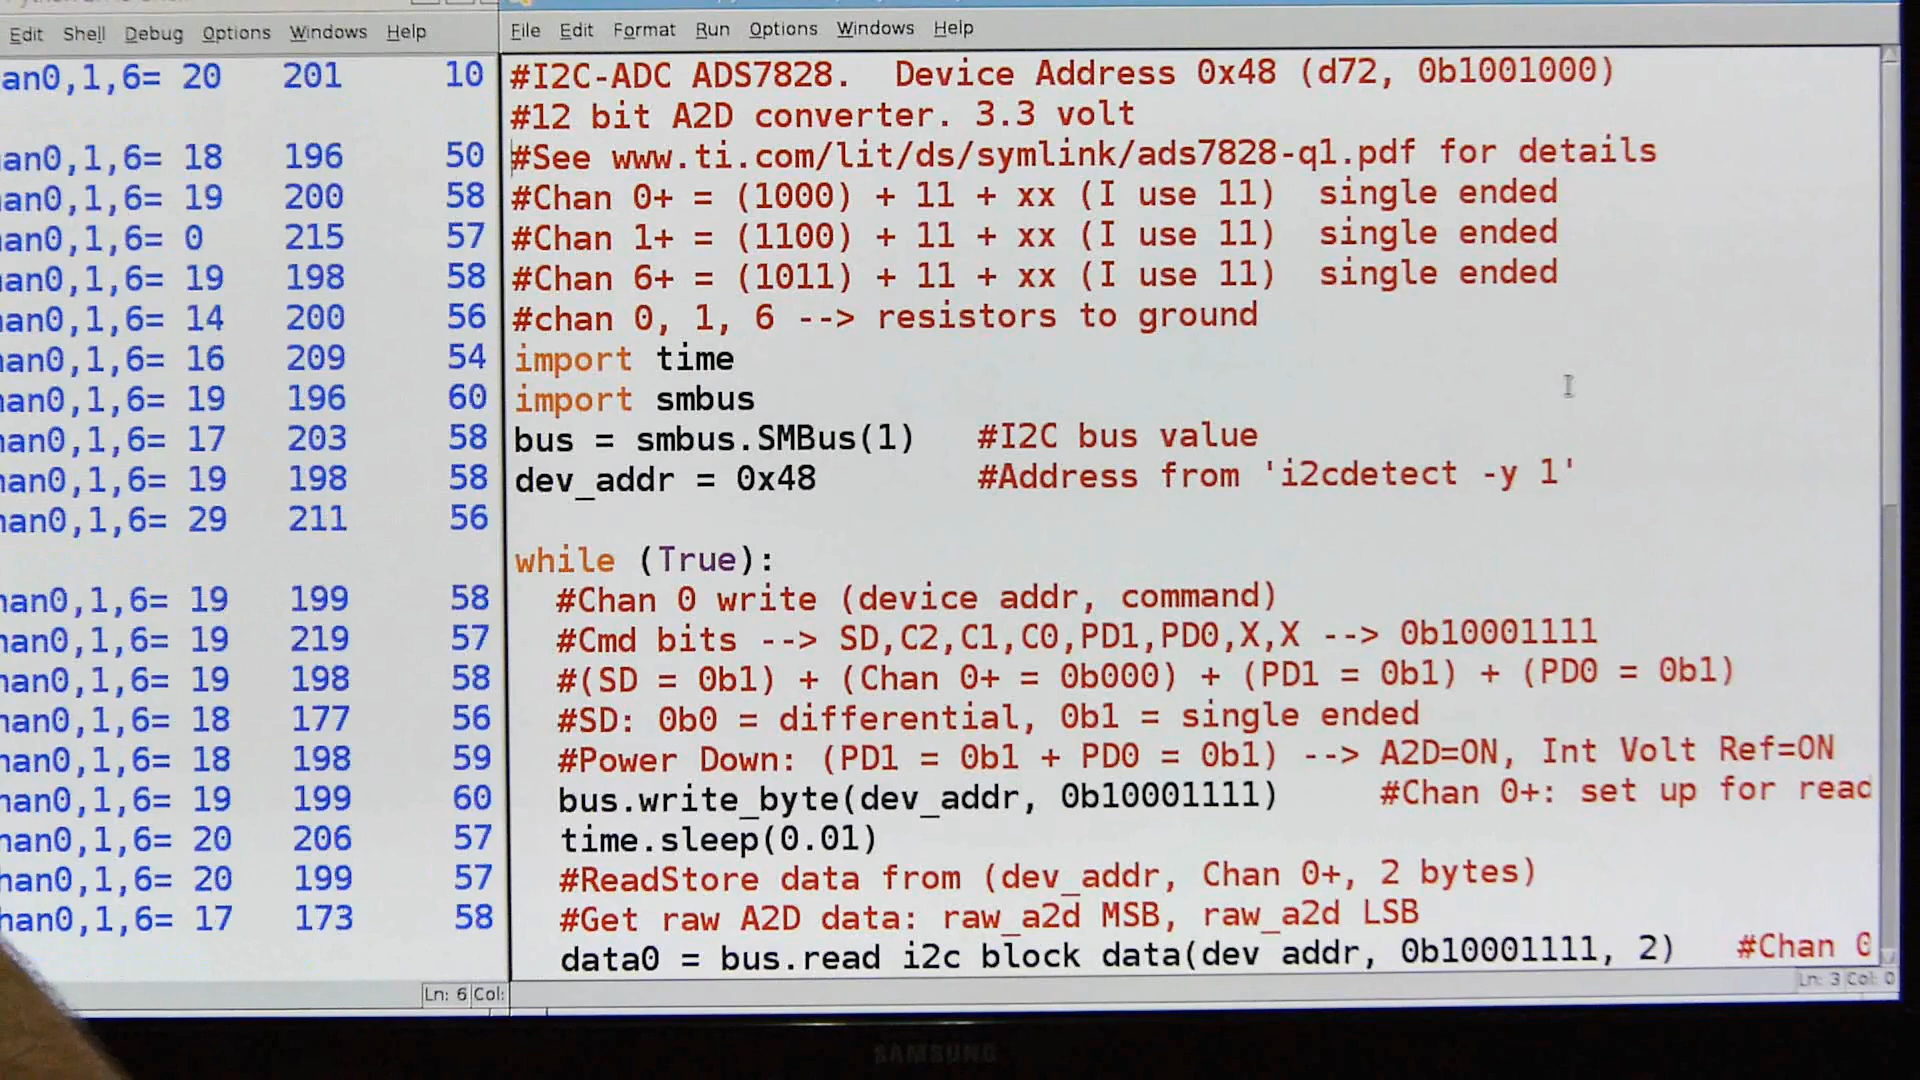 Edit Shell Debug Options Windows Help
an0,1,6= 20 201 10
an0,1,6= 18 196 50
an0,1,6= 19 200 58
an0,1,6= 0 215 57
an0,1,6= 19 198 58
an0,1,6= 14 200 56
an0,1,6= 16 209 54
an0,1,6= 19 196 60
an0,1,6= 17 203 58
an0,1,6= 19 198 58
an0,1,6= 29 211 56
han0,1,6= 19 199 58
han0,1,6= 19 219 57
han0,1,6= 19 198 58
han0,1,6= 18 177 56
han0,1,6= 18 198 59
han0,1,6= 19 199 60
han0,1,6= 20 206 57
han0,1,6= 20 199 57
han0,1,6= 17 173 58
Ln: 6 Col:
File Edit Format Run Options Windows Help
#I2C-ADC ADS7828. Device Address 0x48 (d72, 0b1001000)
#12 bit A2D converter. 3.3 volt
#See www.ti.com/lit/ds/symlink/ads7828-q1.pdf for details
#Chan 0+ = (1000) + 11 + xx (I use 11) single ended
#Chan 1+ = (1100) + 11 + xx (I use 11) single ended
#Chan 6+ = (1011) + 11 + xx (I use 11) single ended
#chan 0, 1, 6 --> resistors to ground
import time
import smbus
bus = smbus.SMBus(1) #I2C bus value
dev_addr = 0x48 #Address from 'i2cdetect -y 1'
while (True):
#Chan 0 write (device addr, command)
#Cmd bits --> SD,C2,C1,C0,PD1,PD0,X,X --> 0b10001111
#(SD = 0b1) + (Chan 0+ = 0b000) + (PD1 = 0b1) + (PD0 = 0b1)
#SD: 0b0 = differential, 0b1 = single ended
#Power Down: (PD1 = 0b1 + PD0 = 0b1) --> A2D=ON, Int Volt Ref=ON
bus.write_byte(dev_addr, 0b10001111) #Chan 0+: set up for read
time.sleep(0.01)
#ReadStore data from (dev_addr, Chan 0+, 2 bytes)
#Get raw A2D data: raw_a2d MSB, raw_a2d LSB
data0 = bus.read i2c block data(dev addr, 0b10001111, 2) #Chan 0
Ln: 3 Col: 0
SAMSUNG